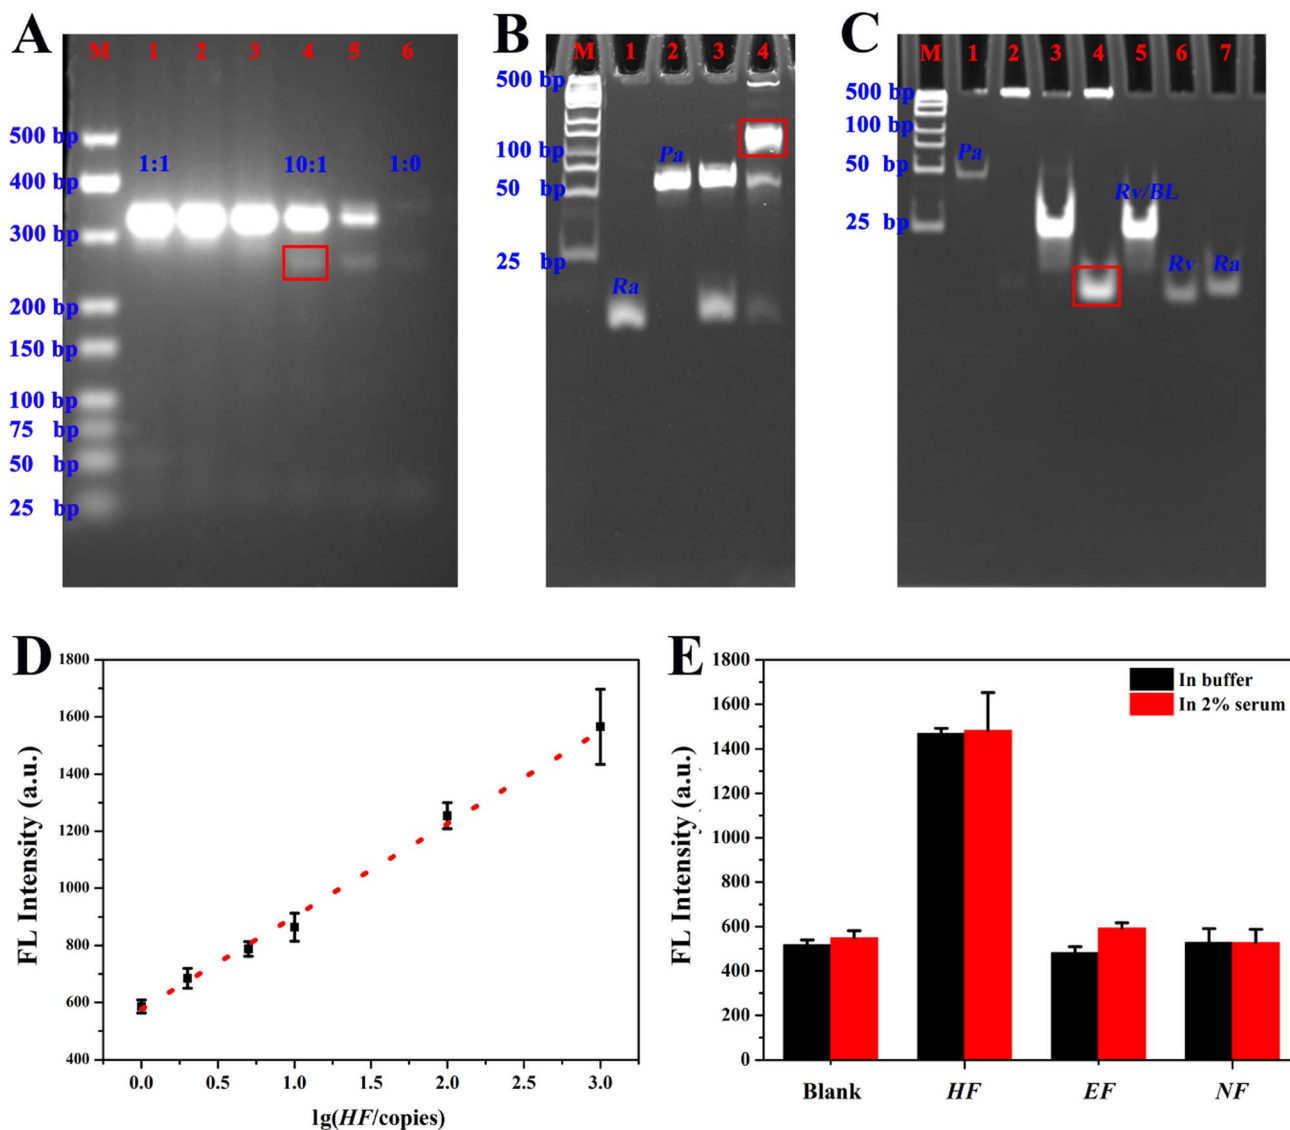 A
M 1 2 3 4 5 6
500 bp
1:1 10:1 1:0
400 bp
300 bp
200 bp
150 bp
100 bp
75 bp
50 bp
25 bp
B
M 1 2 3 4
500 bp
100 bp
Pa
50 bp
25 bp
Ra
C
M 1 2 3 4 5 6 7
500 bp
100 bp
Pa
50 bp
Rv/BL
25 bp
Rv Ra
D
FL Intensity (a.u.)
1800
1600
1400
1200
1000
800
600
400
0.0 0.5 1.0 1.5 2.0 2.5 3.0
lg(HF/copies)
E
FL Intensity (a.u.)
1800
1600
1400
1200
1000
800
600
400
200
0
In buffer
In 2% serum
Blank HF EF NF